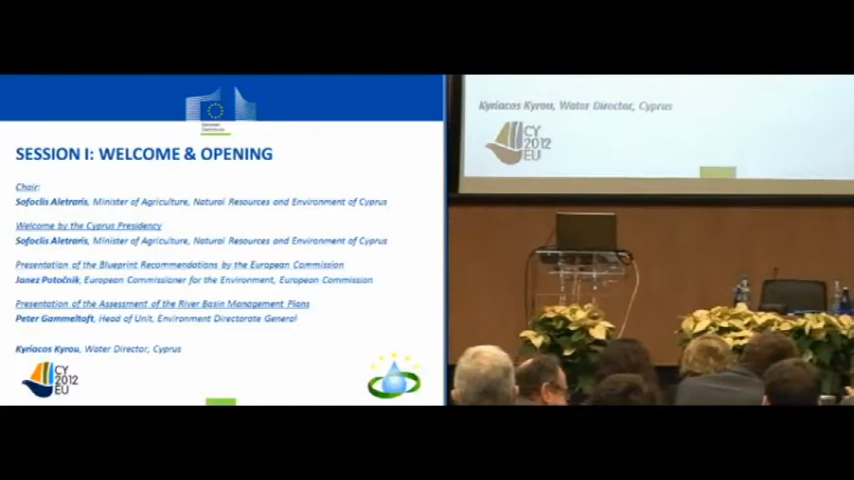 European
Commission
SESSION I: WELCOME & OPENING
Chair:
Sofoclis Aletraris, Minister of Agriculture, Natural Resources and Environment of Cyprus
Welcome by the Cyprus Presidency
Sofoclis Aletraris, Minister of Agriculture, Natural Resources and Environment of Cyprus
Presentation of the Blueprint Recommendations by the European Commission
Janez Potočnik, European Commissioner for the Environment, European Commission
Presentation of the Assessment of the River Basin Management Plans
Peter Gammeltoft, Head of Unit, Environment Directorate General
Kyriacos Kyrou, Water Director, Cyprus
CY
2012
EU
Kyriacos Kyrou, Water Director, Cyprus
CY
2012
EU